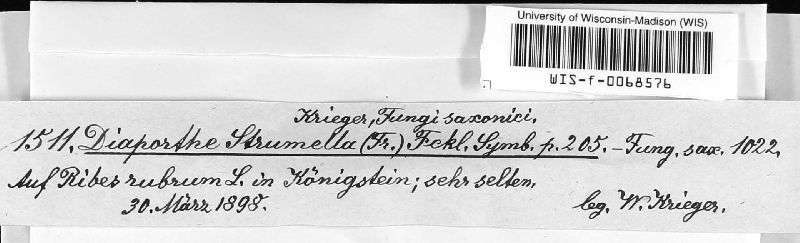 University of Wisconsin-Madison (WIS)
WIS-f-0068576
Krieger, Fungi saxonici.
1511. Diaporthe Strumella (Fr.) Fckl. Symb. p. 205. - Fung. sax. 1022.
Auf Ribes rubrum L. in Königstein; sehr selten.
30. März 1898. leg. W. Krieger.